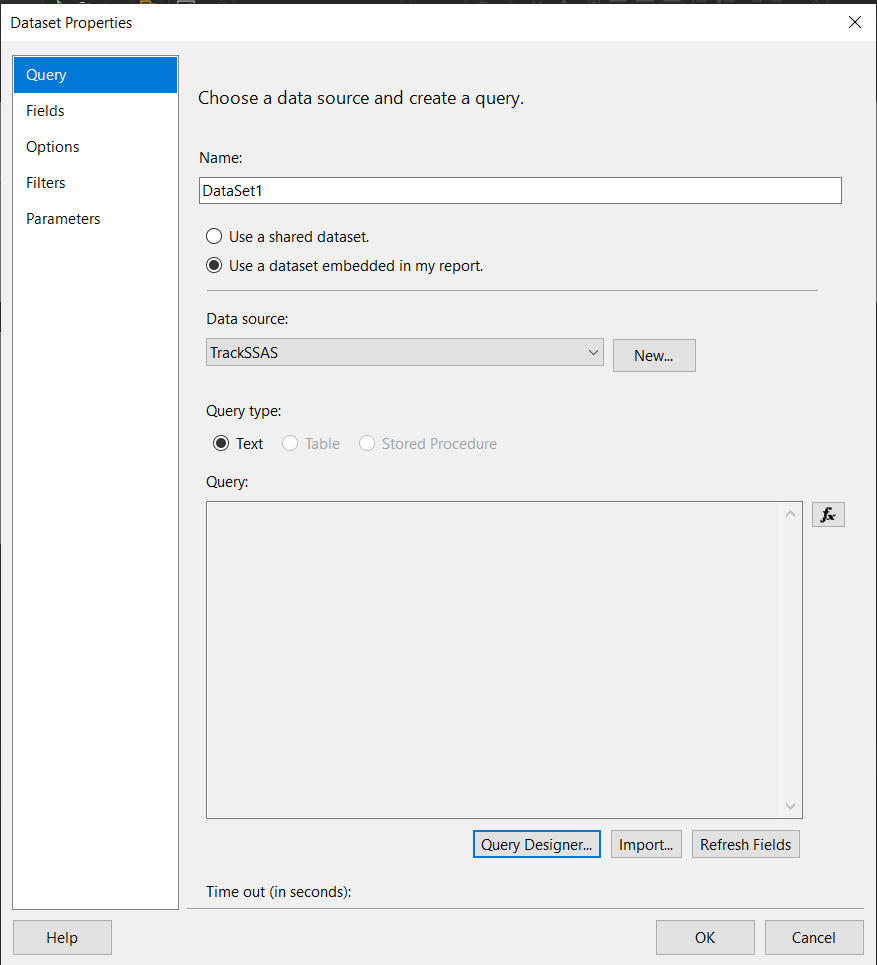 Dataset Properties
Query
Fields
Options
Filters
Parameters
Choose a data source and create a query.
Name:
DataSet1
Use a shared dataset.
Use a dataset embedded in my report.
Data source:
TrackSSAS
New...
Query type:
Text Table Stored Procedure
Query:
fx
Query Designer... Import... Refresh Fields
Time out (in seconds):
Help OK Cancel